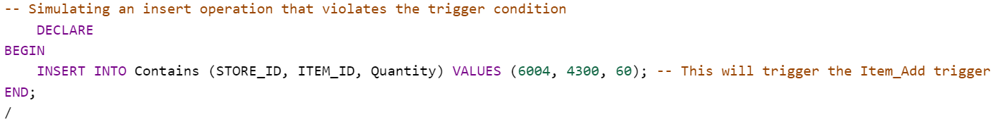 -- Simulating an insert operation that violates the trigger condition
    DECLARE
BEGIN
    INSERT INTO Contains (STORE_ID, ITEM_ID, Quantity) VALUES (6004, 4300, 60); -- This will trigger the Item_Add trigger
END;
/